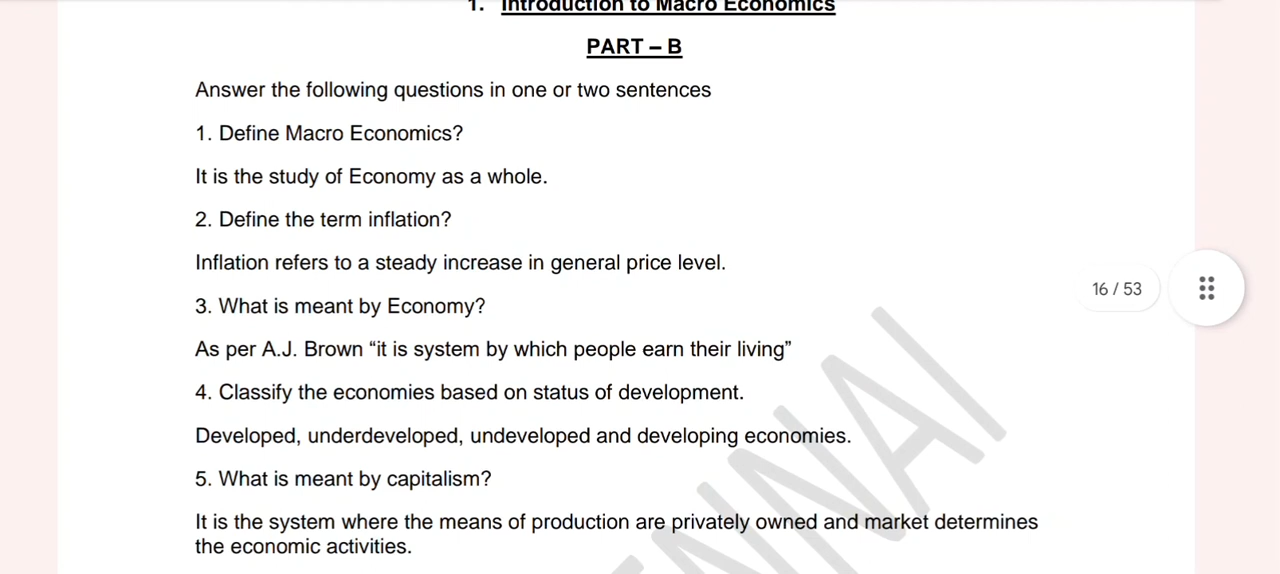 1. Introduction to Macro Economics
PART – B
Answer the following questions in one or two sentences
1. Define Macro Economics?
It is the study of Economy as a whole.
2. Define the term inflation?
Inflation refers to a steady increase in general price level.
16 / 53
3. What is meant by Economy?
As per A.J. Brown “it is system by which people earn their living”
4. Classify the economies based on status of development.
Developed, underdeveloped, undeveloped and developing economies.
5. What is meant by capitalism?
It is the system where the means of production are privately owned and market determines
the economic activities.